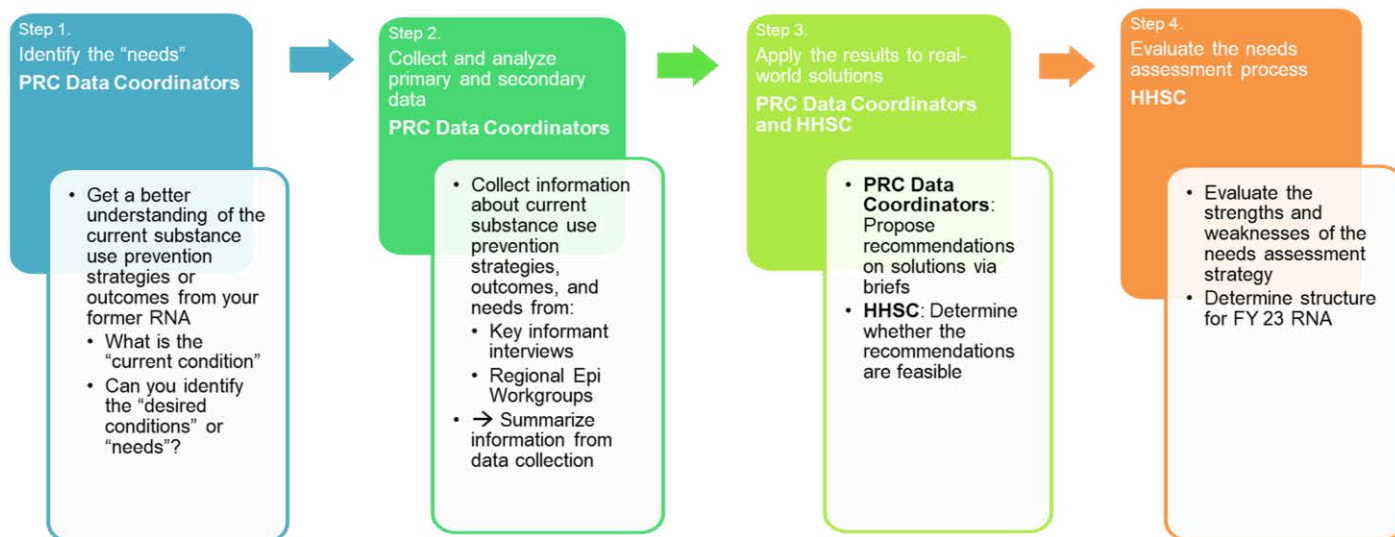 Step 1.
Identify the “needs”
PRC Data Coordinators
• Get a better
understanding of the
current substance
use prevention
strategies or
outcomes from your
former RNA
• What is the
“current condition”
• Can you identify
the “desired
conditions” or
“needs”?
Step 2.
Collect and analyze
primary and secondary
data
PRC Data Coordinators
• Collect information
about current
substance use
prevention
strategies,
outcomes, and
needs from:
• Key informant
interviews
• Regional Epi
Workgroups
• → Summarize
information from
data collection
Step 3.
Apply the results to real-
world solutions
PRC Data Coordinators
and HHSC
• PRC Data
Coordinators:
Propose
recommendations
on solutions via
briefs
• HHSC: Determine
whether the
recommendations
are feasible
Step 4.
Evaluate the needs
assessment process
HHSC
• Evaluate the
strengths and
weaknesses of the
needs assessment
strategy
• Determine structure
for FY 23 RNA